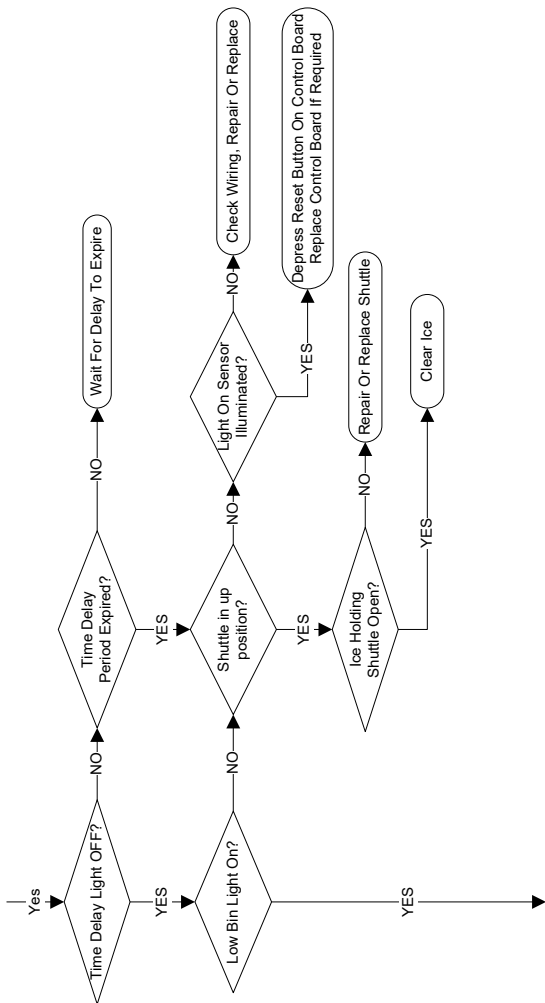 Yes
Time Delay Light OFF?
NO
Time Delay
Period Expired?
NO
Wait For Delay To Expire
YES
YES
Low Bin Light On?
NO
Shuttle in up
position?
NO
Light On Sensor
Illuminated?
NO
Check Wiring, Repair Or Replace
YES
YES
Depress Reset Button On Control Board
Replace Control Board If Required
Ice Holding
Shuttle Open?
NO
Repair Or Replace Shuttle
YES
YES
Clear Ice